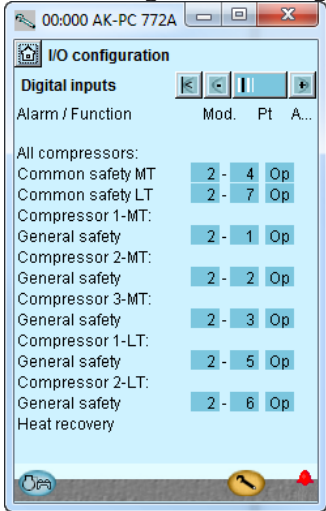 00:000 AK-PC 772A
I/O configuration
Digital inputs
Alarm / Function Mod. Pt A...
All compressors:
Common safety MT 2 - 4 Op
Common safety LT 2 - 7 Op
Compressor 1-MT:
General safety 2 - 1 Op
Compressor 2-MT:
General safety 2 - 2 Op
Compressor 3-MT:
General safety 2 - 3 Op
Compressor 1-LT:
General safety 2 - 5 Op
Compressor 2-LT:
General safety 2 - 6 Op
Heat recovery